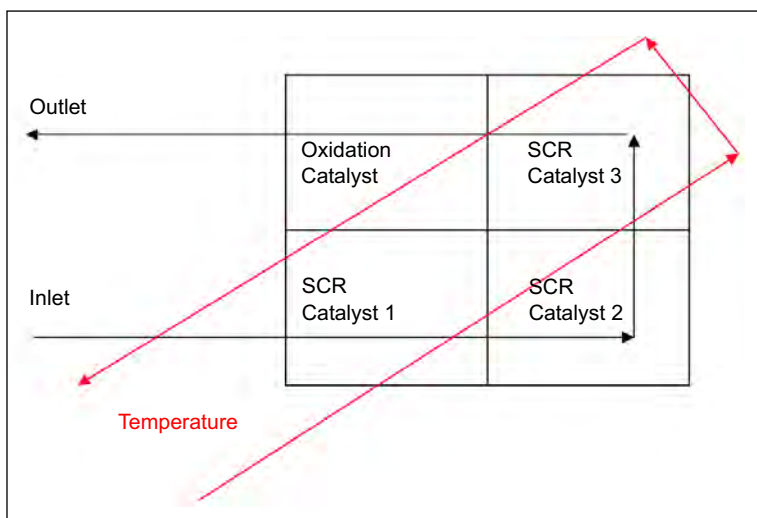 Outlet
Oxidation
Catalyst
SCR
Catalyst 3
Inlet
SCR
Catalyst 1
SCR
Catalyst 2
Temperature